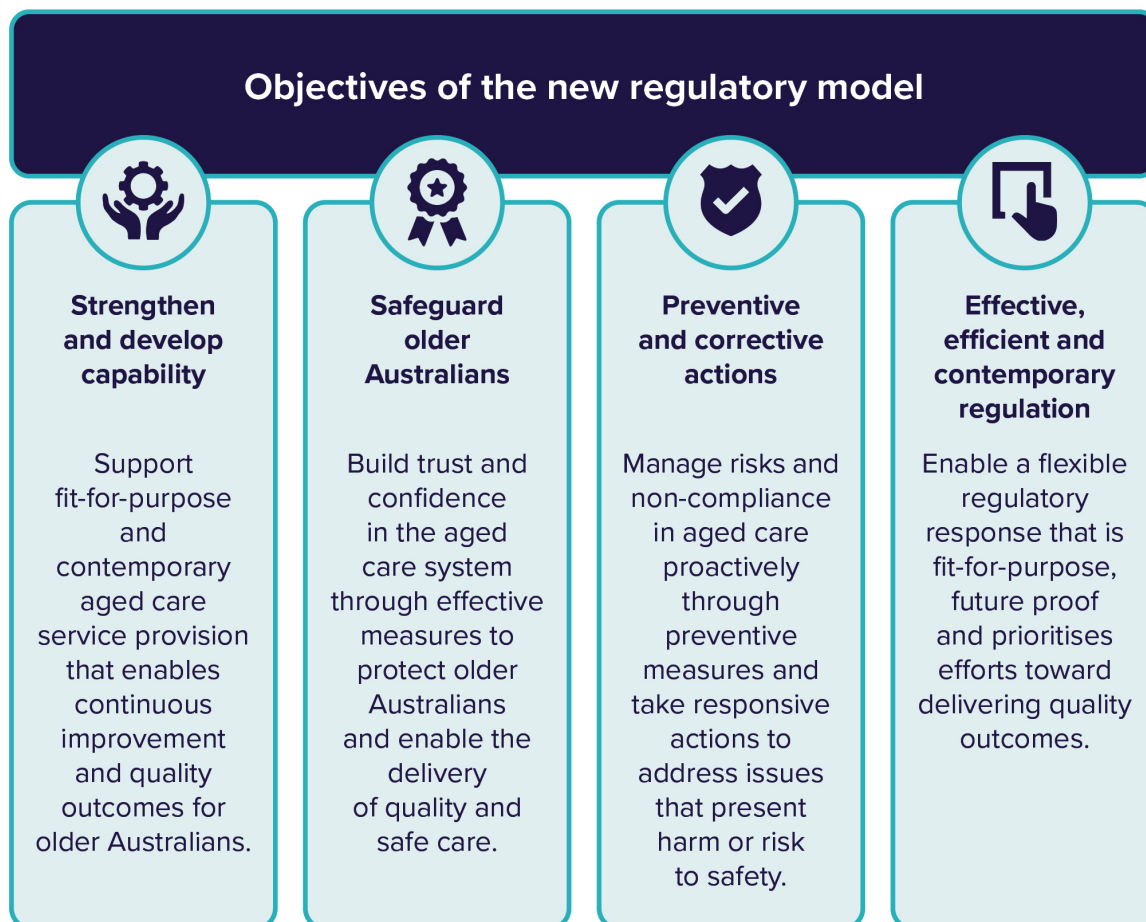 Objectives of the new regulatory model
Strengthen
and develop
capability
Support
fit-for-purpose
and
contemporary
aged care
service provision
that enables
continuous
improvement
and quality
outcomes for
older Australians.
Safeguard
older
Australians
Build trust and
confidence
in the aged
care system
through effective
measures to
protect older
Australians
and enable the
delivery
of quality and
safe care.
Preventive
and corrective
actions
Manage risks and
non-compliance
in aged care
proactively
through
preventive
measures and
take responsive
actions to
address issues
that present
harm or risk
to safety.
Effective,
efficient and
contemporary
regulation
Enable a flexible
regulatory
response that is
fit-for-purpose,
future proof
and prioritises
efforts toward
delivering quality
outcomes.